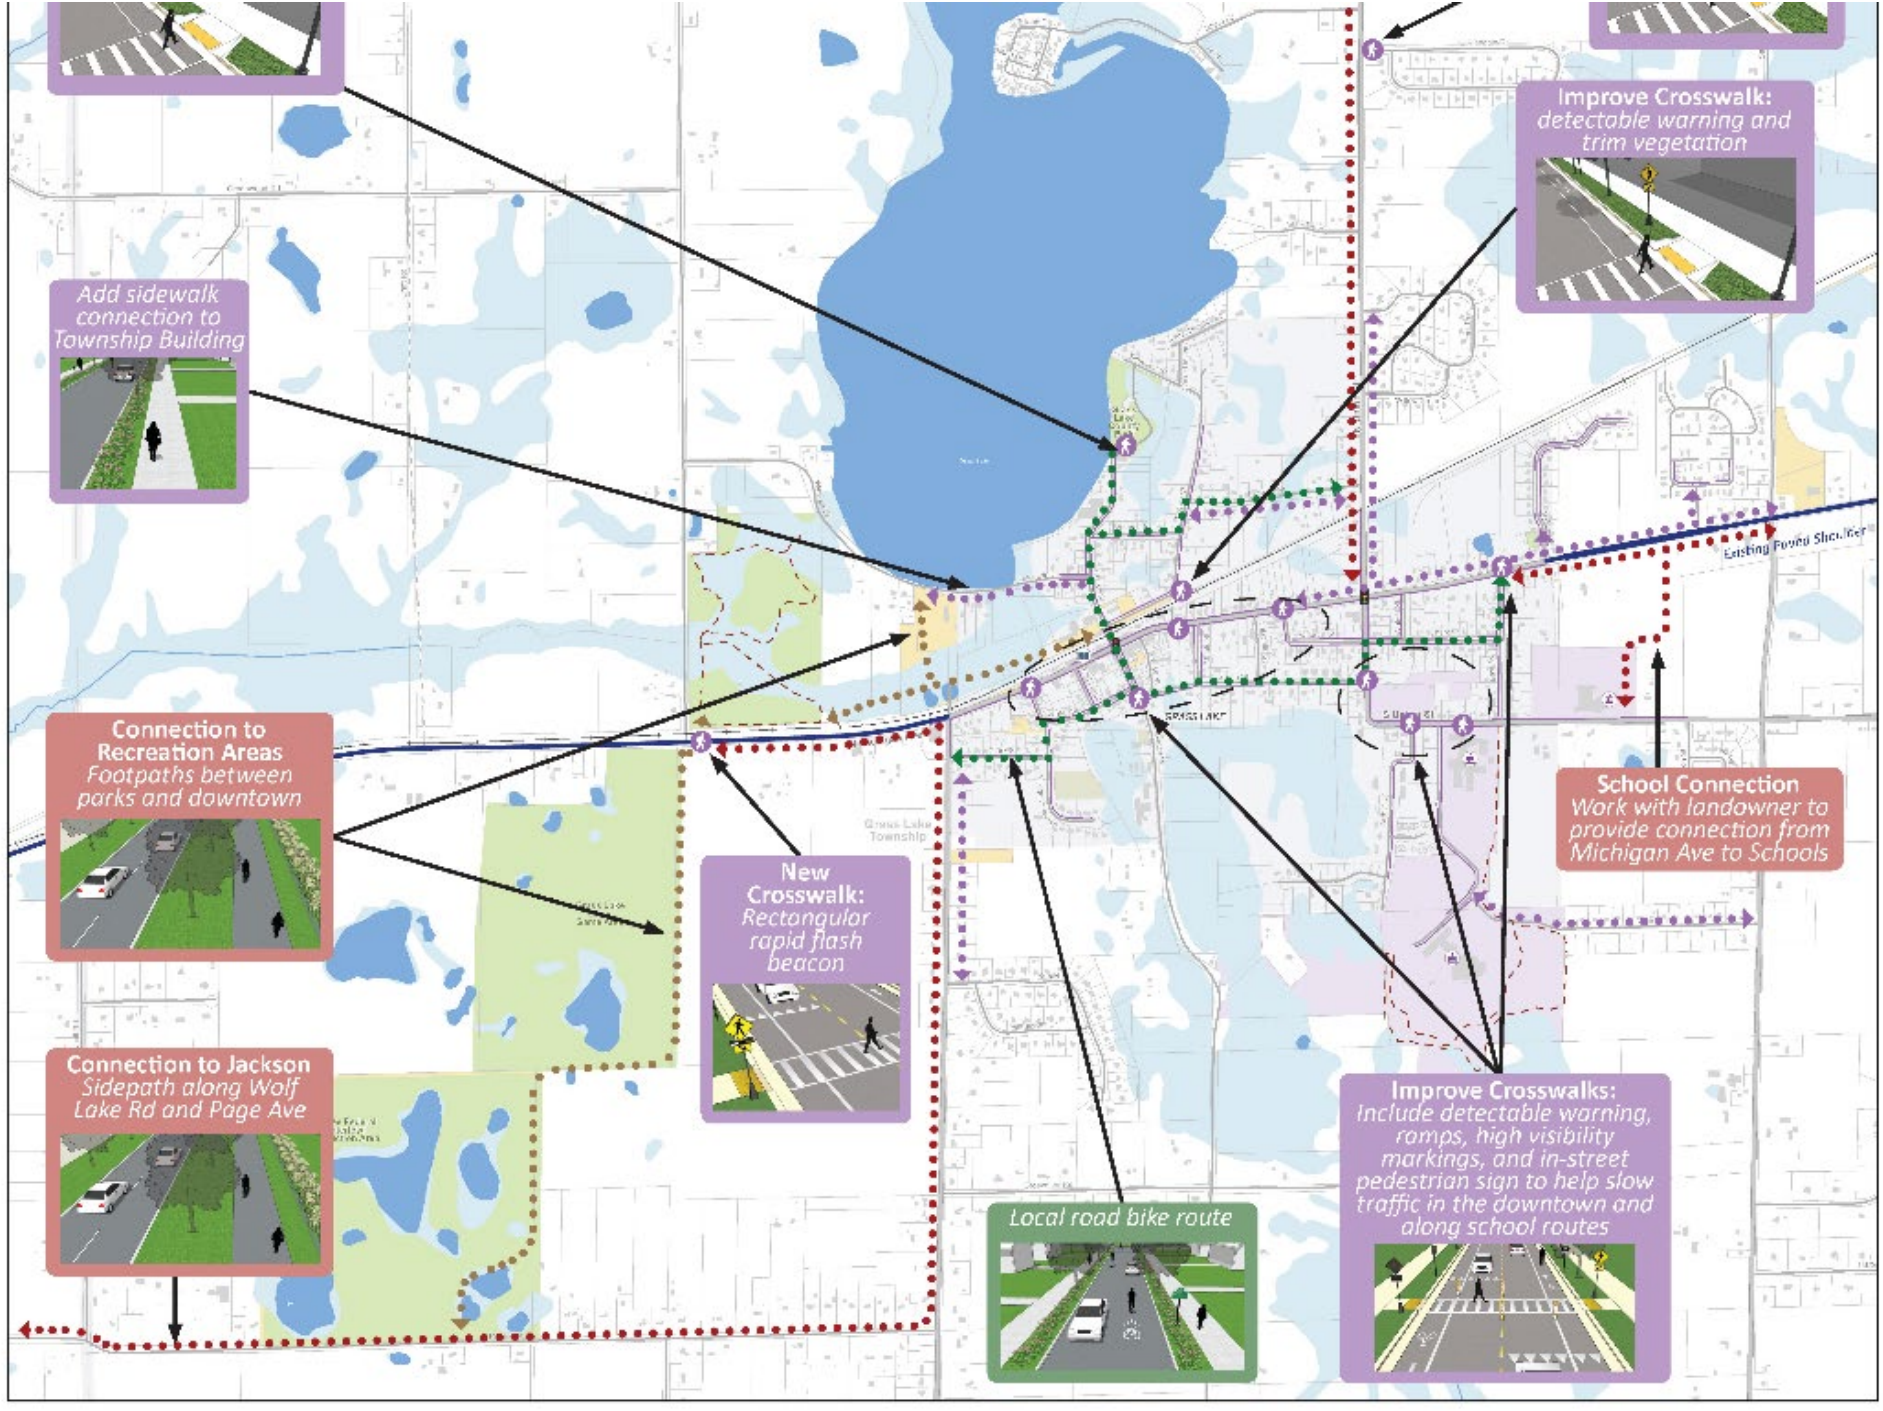 Improve Crosswalk:
detectable warning and
trim vegetation
Add sidewalk
connection to
Township Building
Existing Paved Shoulder
GRASS LAKE
Connection to
Recreation Areas
Footpaths between
parks and downtown
Grass Lake
Township
School Connection
Work with landowner to
provide connection from
Michigan Ave to Schools
New
Crosswalk:
Rectangular
rapid flash
beacon
Grass Lake
Connection to Jackson
Sidepath along Wolf
Lake Rd and Page Ave
Improve Crosswalks:
Include detectable warning,
ramps, high visibility
markings, and in-street
pedestrian sign to help slow
traffic in the downtown and
along school routes
Local road bike route